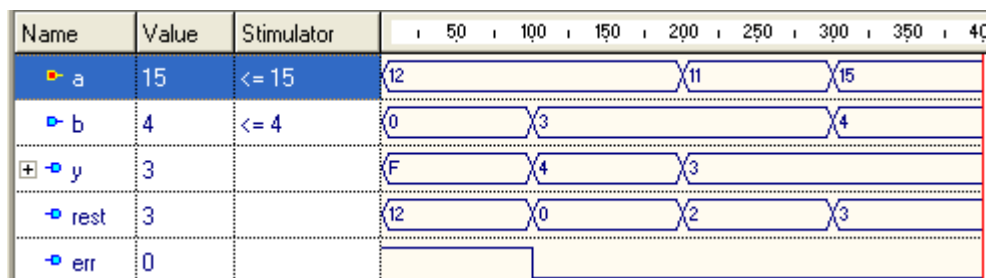 Name Value Stimulator 50 100 150 200 250 300 350 40
a 15 <= 15 12 11 15
b 4 <= 4 0 3 4
y 3 F 4 3
rest 3 12 0 2 3
err 0